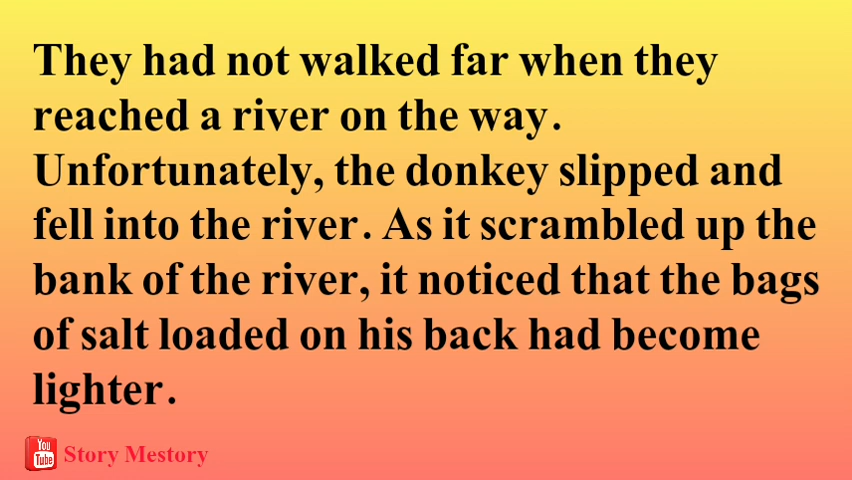 They had not walked far when they
reached a river on the way.
Unfortunately, the donkey slipped and
fell into the river. As it scrambled up the
bank of the river, it noticed that the bags
of salt loaded on his back had become
lighter.
You
Tube
Story Mestory